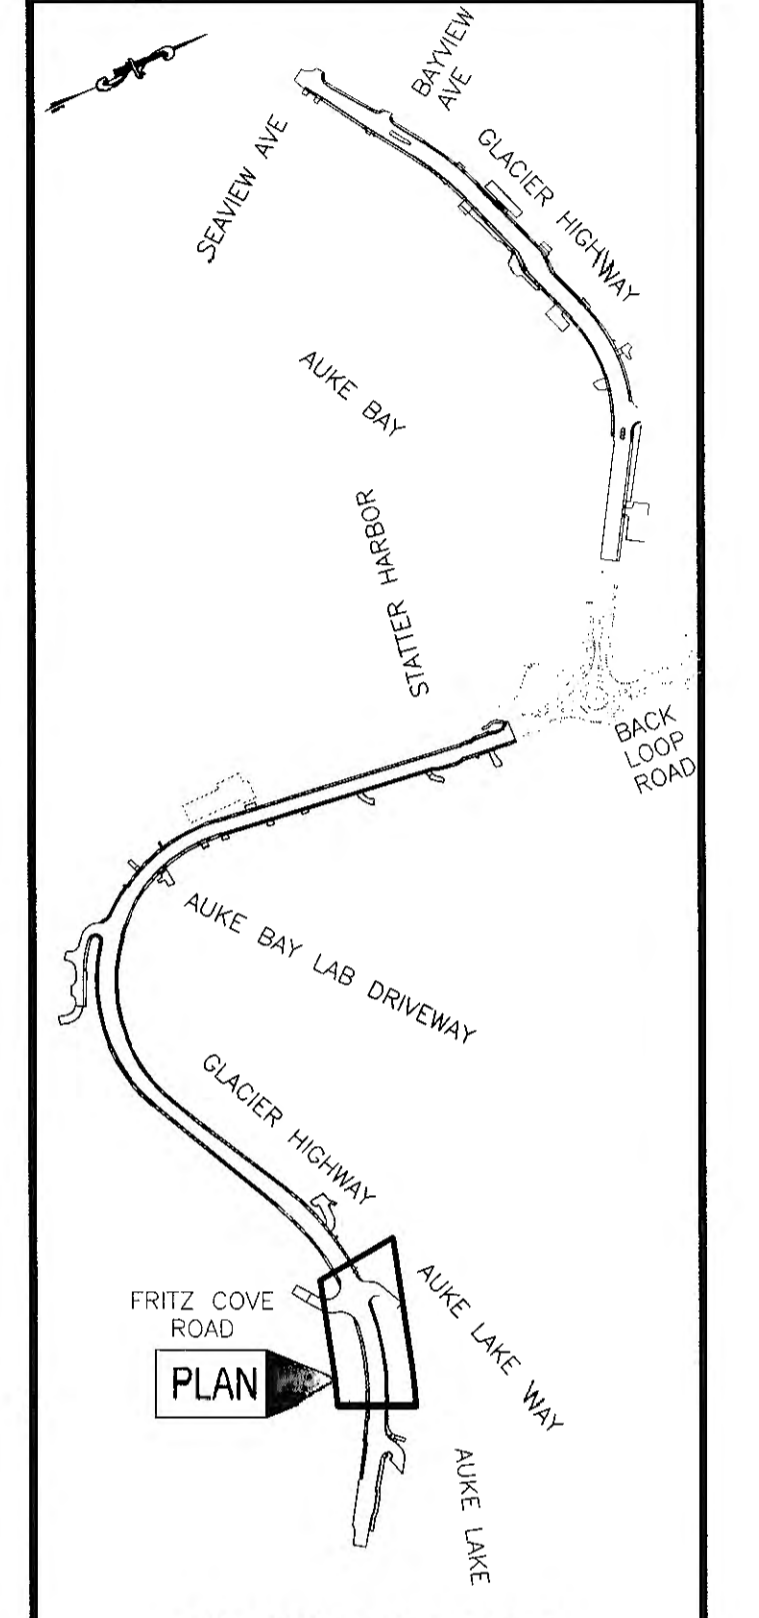 BAYVIEW
AVE
SEAVIEW AVE
GLACIER HIGHWAY
AUKE BAY
STATTER HARBOR
BACK
LOOP
ROAD
AUKE BAY LAB DRIVEWAY
GLACIER HIGHWAY
FRITZ COVE
ROAD
AUKE LAKE WAY
PLAN
AUKE LAKE